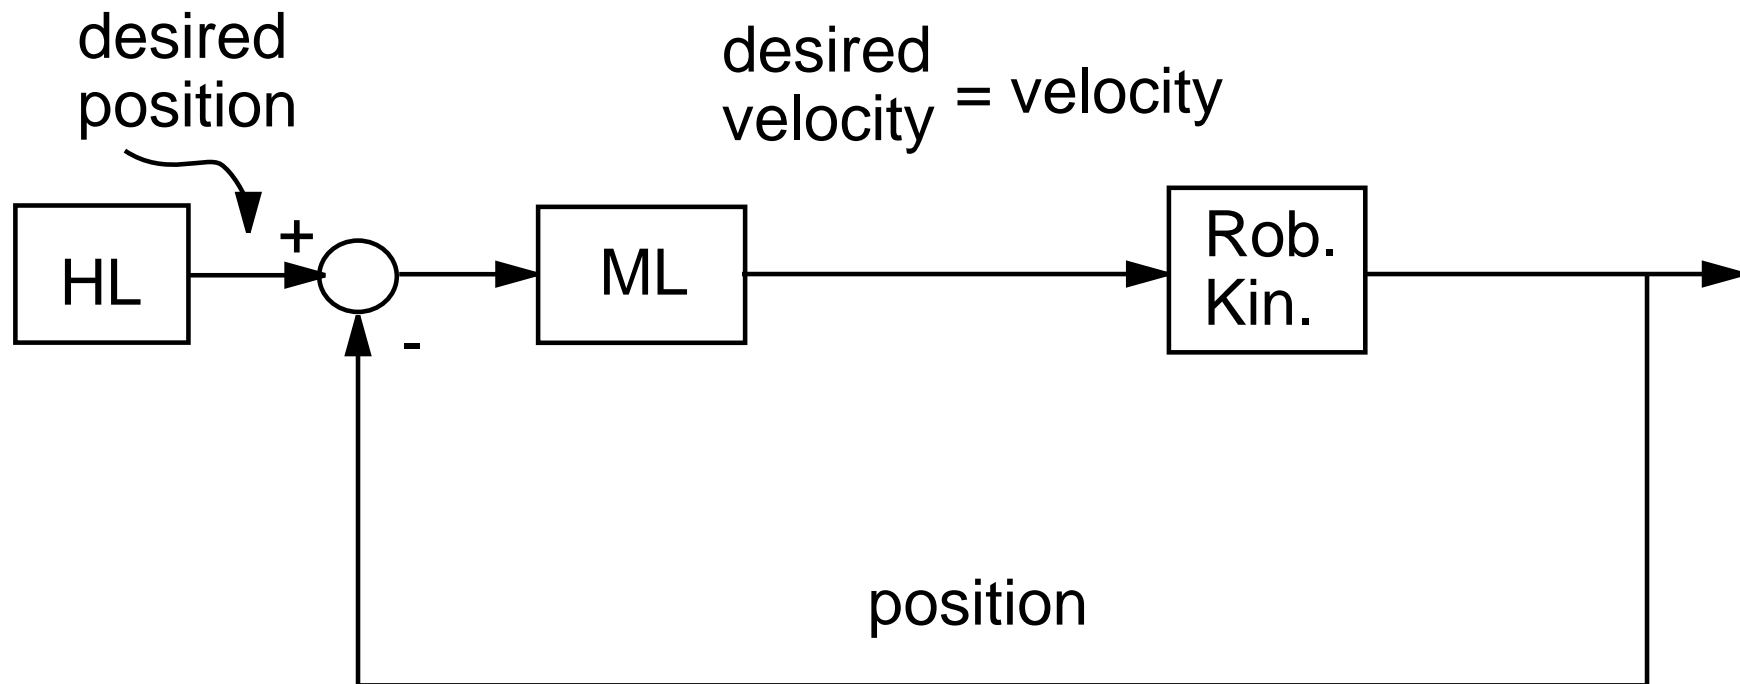 desired
position
desired
velocity
= velocity
+
HL
ML
Rob.
Kin.
-
position